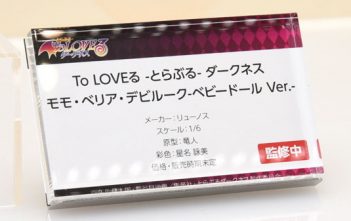 To LOVEる -とらぶる- ダークネス
モモ・ベリア・デビルーク-ベビードール Ver.-
メーカー：リューノス
スケール：1/6
原型：竜人
彩色：星名 詠美
価格・販売時期未定
監修中